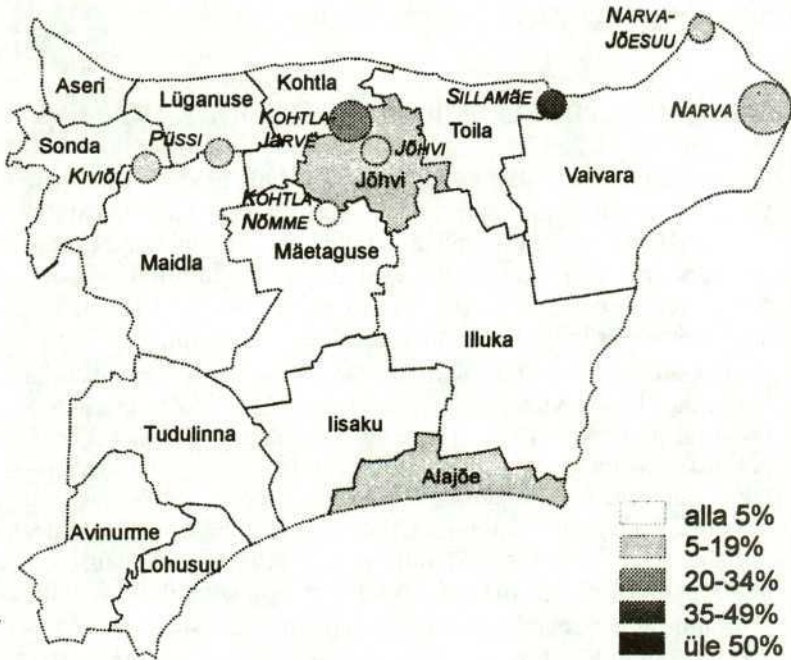 NARVA-
JÕESUU
Aseri
Kohtla
Lüganuse
SILLAMÄE
KOHTLA-
JÄRVE
Toila
NARVA
Sonda
PÜSSI
JÕHVI
KIVIÕLI
Jõhvi
Vaivara
KOHTLA
NÕMME
Mäetaguse
Maidla
Illuka
Tudulinna
Iisaku
Alajõe
Avinurme
Lohusuu
alla 5%
5-19%
20-34%
35-49%
üle 50%